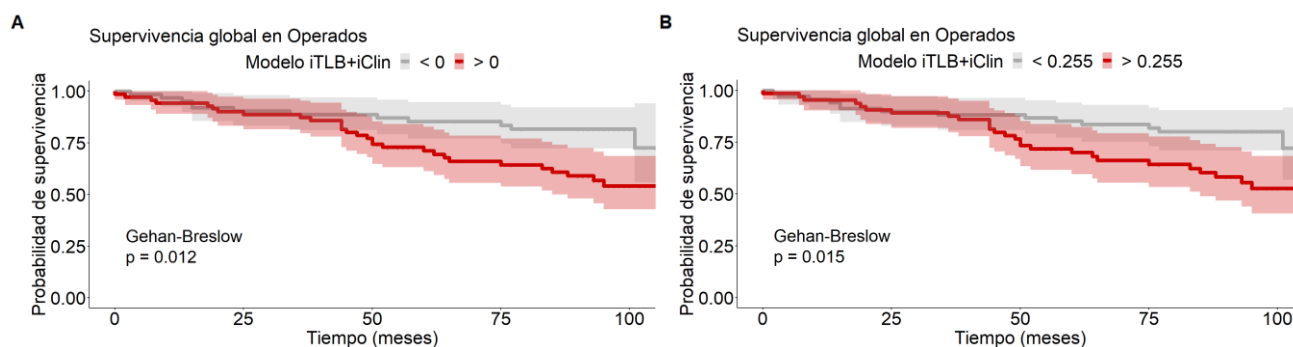 A
Supervivencia global en Operados
Modelo iTLB+iClin < 0 > 0
Probabilidad de supervivencia
1.00
0.75
0.50
0.25
0.00
Gehan-Breslow
p = 0.012
0 25 50 75 100
Tiempo (meses)
B
Supervivencia global en Operados
Modelo iTLB+iClin < 0.255 > 0.255
Probabilidad de supervivencia
1.00
0.75
0.50
0.25
0.00
Gehan-Breslow
p = 0.015
0 25 50 75 100
Tiempo (meses)